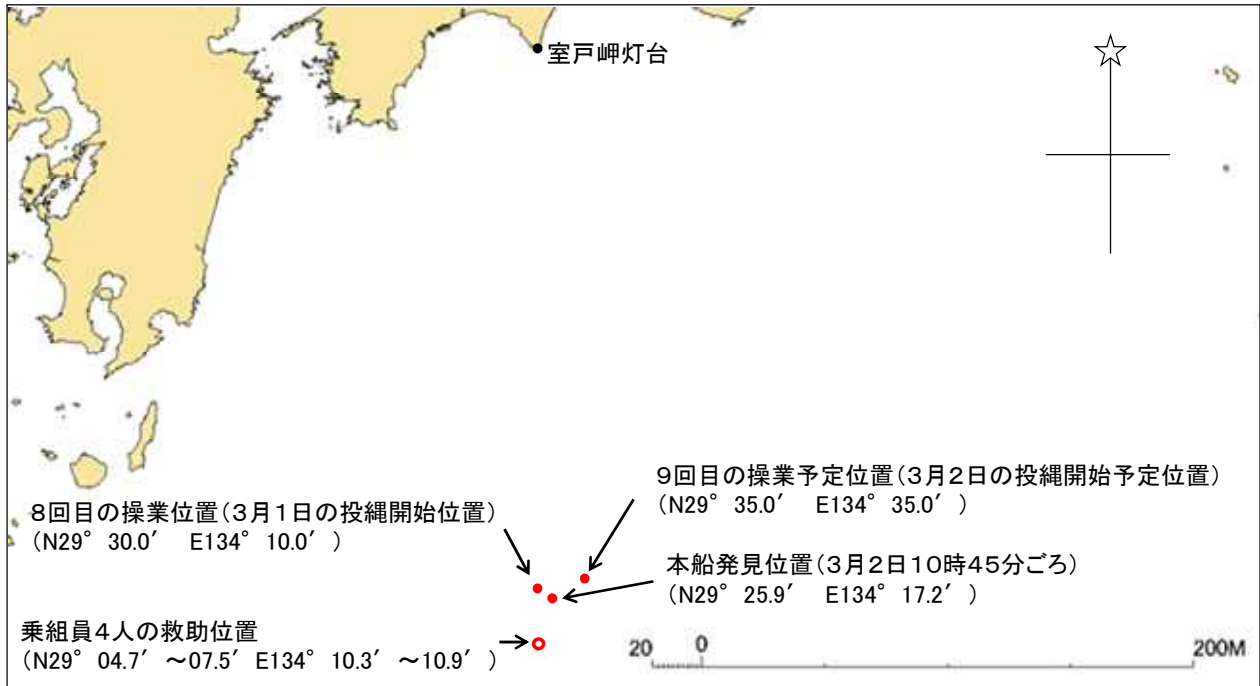 室戸岬灯台
9回目の操業予定位置(3月2日の投縄開始予定位置)
(N29° 35.0′ E134° 35.0′ )
8回目の操業位置(3月1日の投縄開始位置)
(N29° 30.0′ E134° 10.0′ )
本船発見位置(3月2日10時45分ごろ)
(N29° 25.9′ E134° 17.2′ )
乗組員4人の救助位置
(N29° 04.7′ ~07.5′ E134° 10.3′ ~10.9′ )
20 0 200M